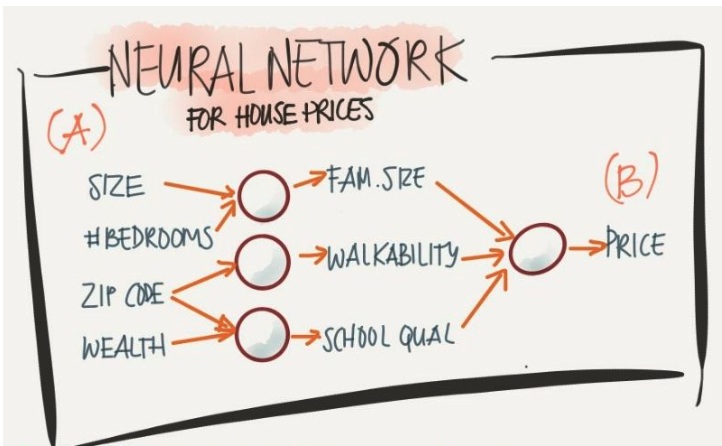 NEURAL NETWORK
FOR HOUSE PRICES
(A)
(B)
SIZE
FAM. SIZE
#BEDROOMS
WALKABILITY
PRICE
ZIP CODE
WEALTH
SCHOOL QUAL